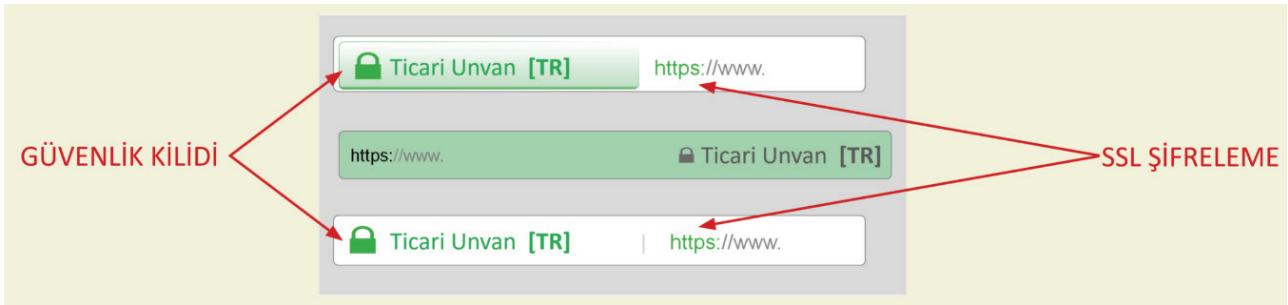 Ticari Unvan [TR] https://www.
GÜVENLİK KİLİDİ
https://www. Ticari Unvan [TR]
SSL ŞİFRELEME
Ticari Unvan [TR] | https://www.